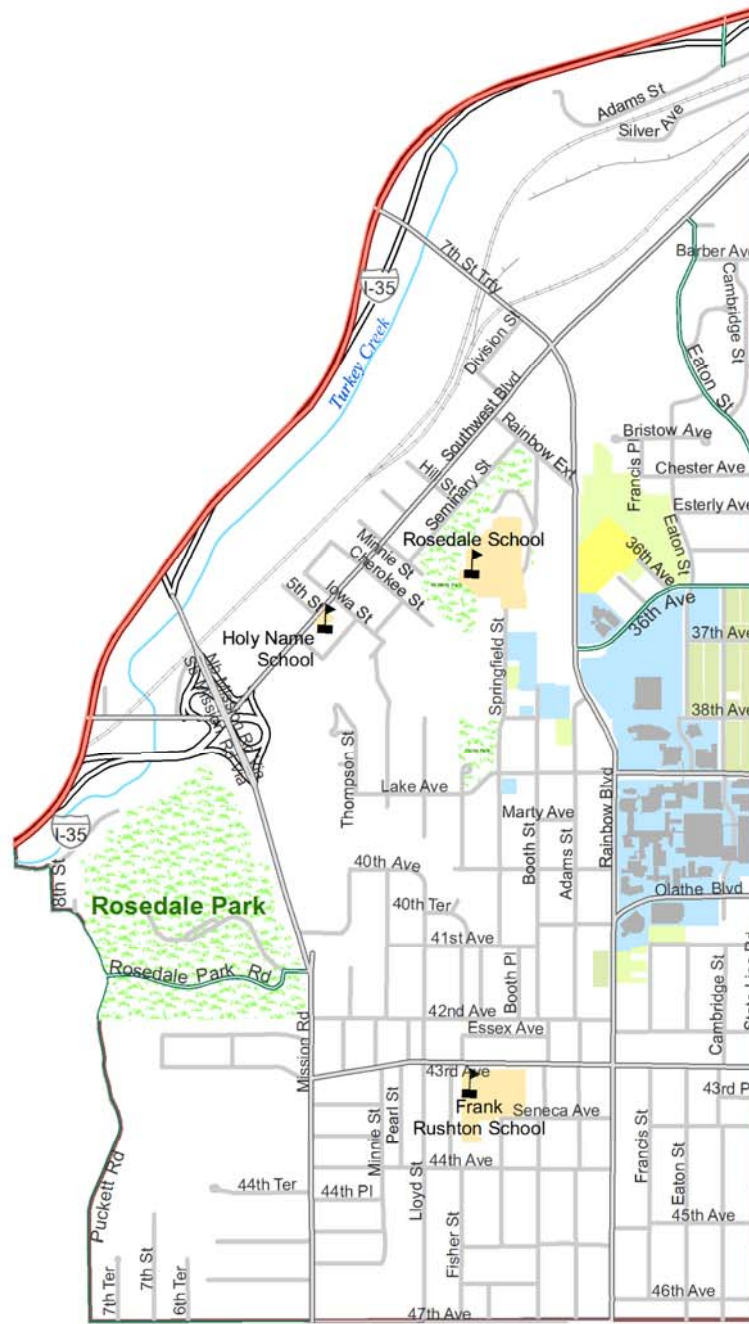 Adams St
Silver Ave
7th St Trfy
Barber Ave
Cambridge St
I-35
Turkey Creek
Division St
Eaton St
Southwest Blvd
Rainbow Ext
Bristow Ave
Francis Pl
Chester Ave
Hill St
Seminary St
Esterly Ave
Eaton St
Rosedale School
Minnie St
Cherokee St
36th Ave
36th Ave
5th St
Iowa St
Holy Name
School
37th Ave
Springfield St
Nb Mission Rd
Sb Mission Rd
38th Ave
Thompson St
Lake Ave
Rainbow Blvd
Marty Ave
Booth St
Adams St
I-35
8th St
40th Ave
Olathe Blvd
Rosedale Park
40th Ter
41st Ave
Rosedale Park Rd
Booth Pl
Cambridge St
42nd Ave
Essex Ave
Mission Rd
43rd Ave
43rd P
Frank
Rushton School
Seneca Ave
Minnie St
Pearl St
Francis St
44th Ave
Eaton St
44th Ter
44th Pl
Lloyd St
Puckett Rd
45th Ave
Fisher St
7th Ter
7th St
6th Ter
46th Ave
47th Ave